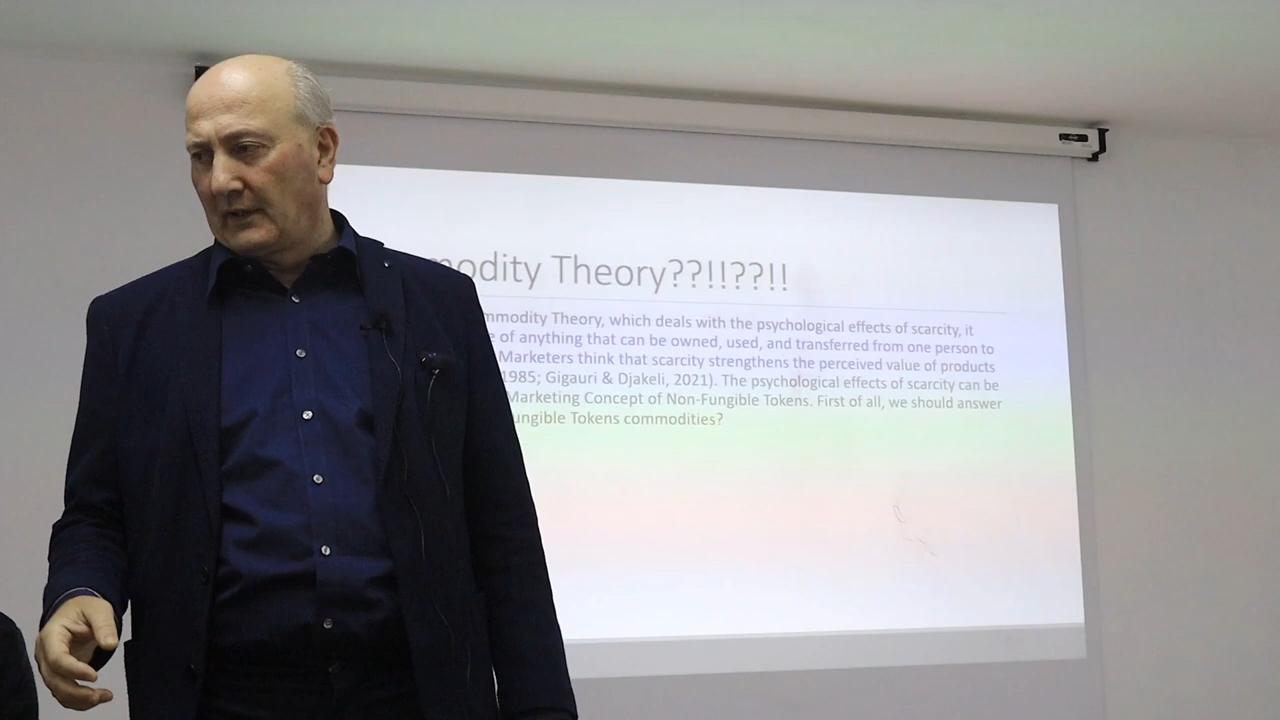 modity Theory??!!??!!
mmodity Theory, which deals with the psychological effects of scarcity, it
e of anything that can be owned, used, and transferred from one person to
Marketers think that scarcity strengthens the perceived value of products
1985; Gigauri & Djakeli, 2021). The psychological effects of scarcity can be
Marketing Concept of Non-Fungible Tokens. First of all, we should answer
ungible Tokens commodities?